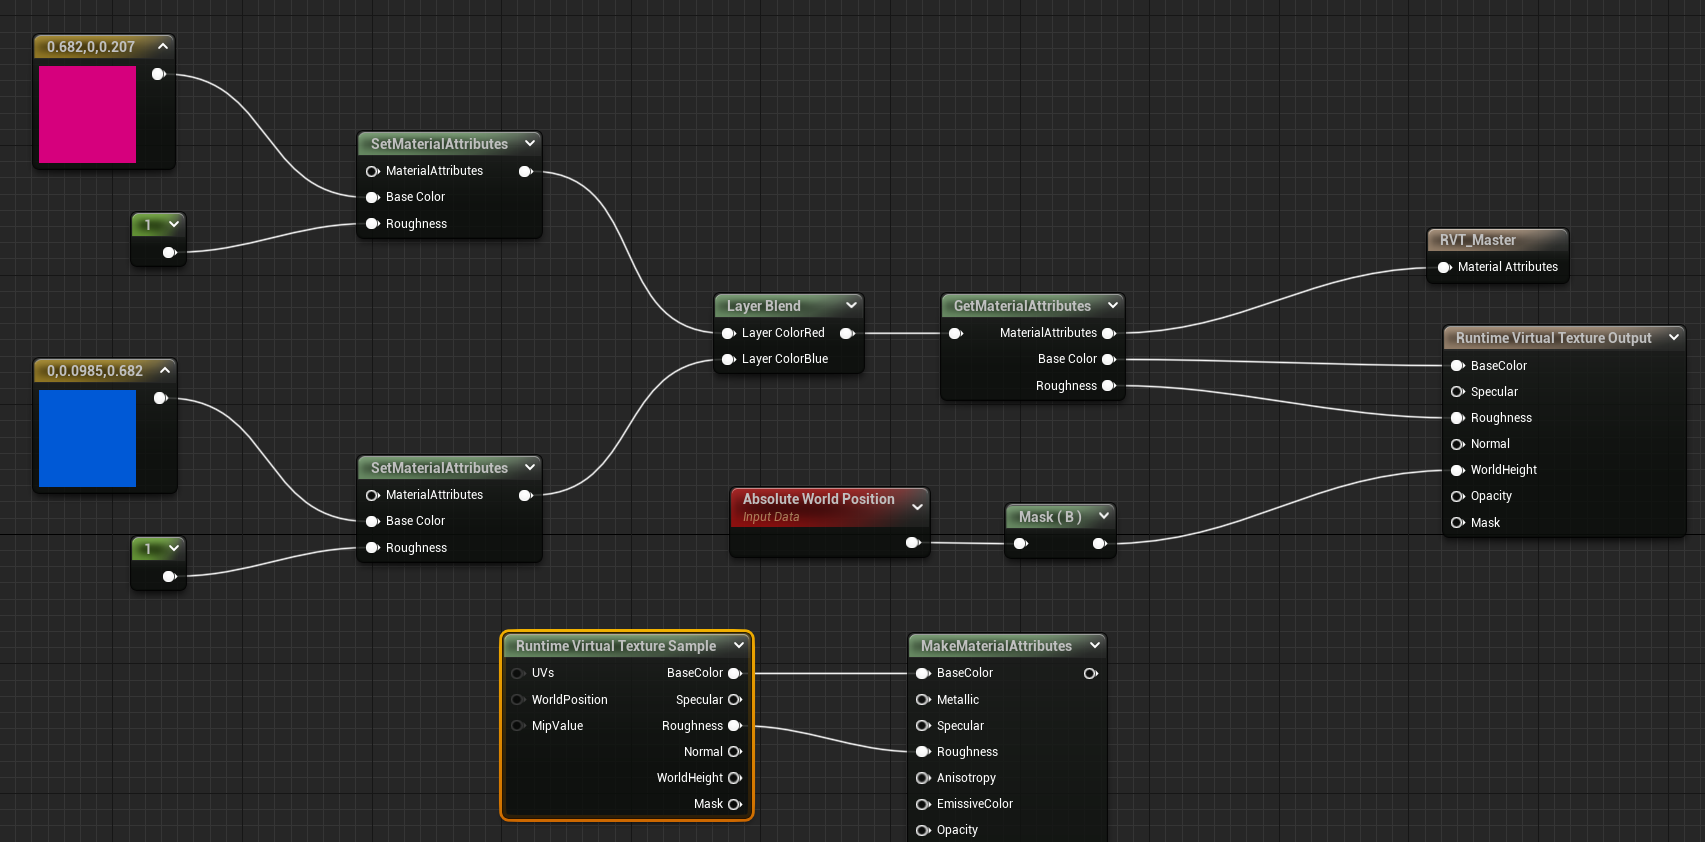 0.682,0,0.207
SetMaterialAttributes
MaterialAttributes
Base Color
Roughness
1
RVT_Master
Material Attributes
Layer Blend
Layer ColorRed
Layer ColorBlue
GetMaterialAttributes
MaterialAttributes
Base Color
Roughness
Runtime Virtual Texture Output
BaseColor
Specular
Roughness
Normal
WorldHeight
Opacity
Mask
0,0.0985,0.682
SetMaterialAttributes
MaterialAttributes
Base Color
Roughness
1
Absolute World Position
Input Data
Mask ( B )
Runtime Virtual Texture Sample
UVs BaseColor
WorldPosition Specular
MipValue Roughness
Normal
WorldHeight
Mask
MakeMaterialAttributes
BaseColor
Metallic
Specular
Roughness
Anisotropy
EmissiveColor
Opacity